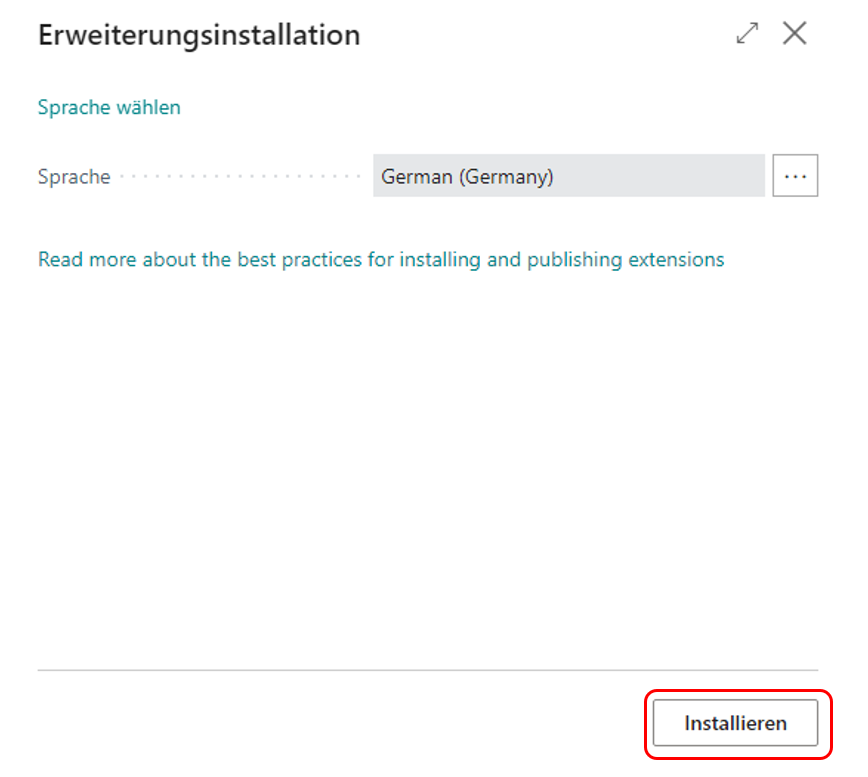 Erweiterungsinstallation
Sprache wählen
Sprache German (Germany) ...
Read more about the best practices for installing and publishing extensions
Installieren